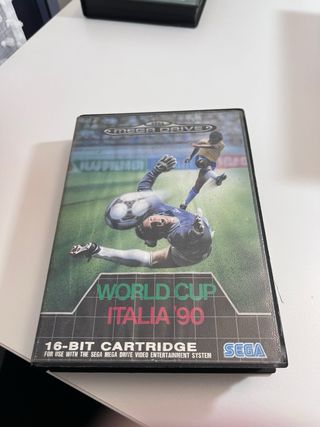 SEGA
MEGA DRIVE
WORLD CUP
ITALIA '90
16-BIT CARTRIDGE
FOR USE WITH THE SEGA MEGA DRIVE VIDEO ENTERTAINMENT SYSTEM
SEGA